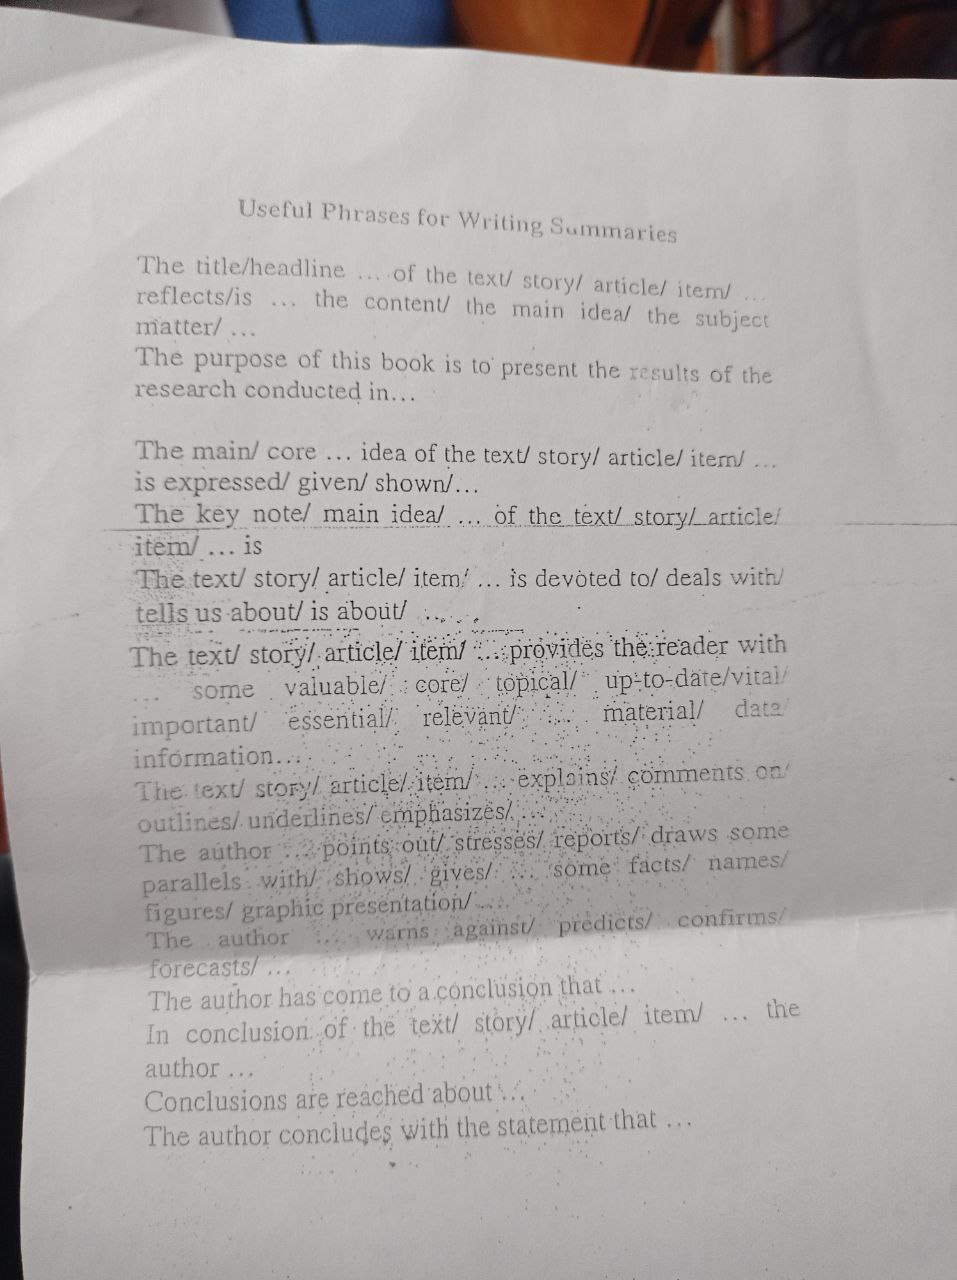 Useful Phrases for Writing Summaries
The title/headline ... of the text/ story/ article/ item/ ...
reflects/is ... the content/ the main idea/ the subject
matter/ ...
The purpose of this book is to present the results of the
research conducted in...
The main/ core ... idea of the text/ story/ article/ item/ ...
is expressed/ given/ shown/...
The key note/ main idea/ ... of the text/ story/ article/
item/ ... is
The text/ story/ article/ item/ ... is devoted to/ deals with/
tells us about/ is about/ ...
The text/ story/ article/ item/ ... provides the reader with
... some valuable/ core/ topical/ up-to-date/vital/
important/ essential/ relevant/ ... material/ data/
information...
The text/ story/ article/ item/ ... explains/ comments on/
outlines/ underlines/ emphasizes/ ...
The author ... points out/ stresses/ reports/ draws some
parallels with/ shows/ gives/ ... some facts/ names/
figures/ graphic presentation/ ...
The author ... warns against/ predicts/ confirms/
forecasts/ ...
The author has come to a conclusion that ...
In conclusion of the text/ story/ article/ item/ ... the
author ...
Conclusions are reached about ...
The author concludes with the statement that ...